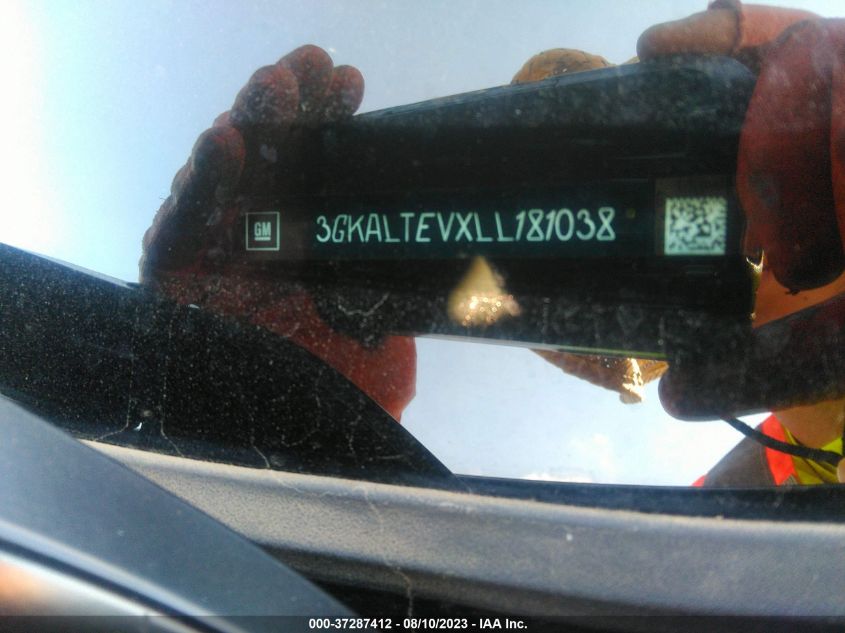 GM
3GKALTEVXLL181038
000-37287412 - 08/10/2023 - IAA Inc.